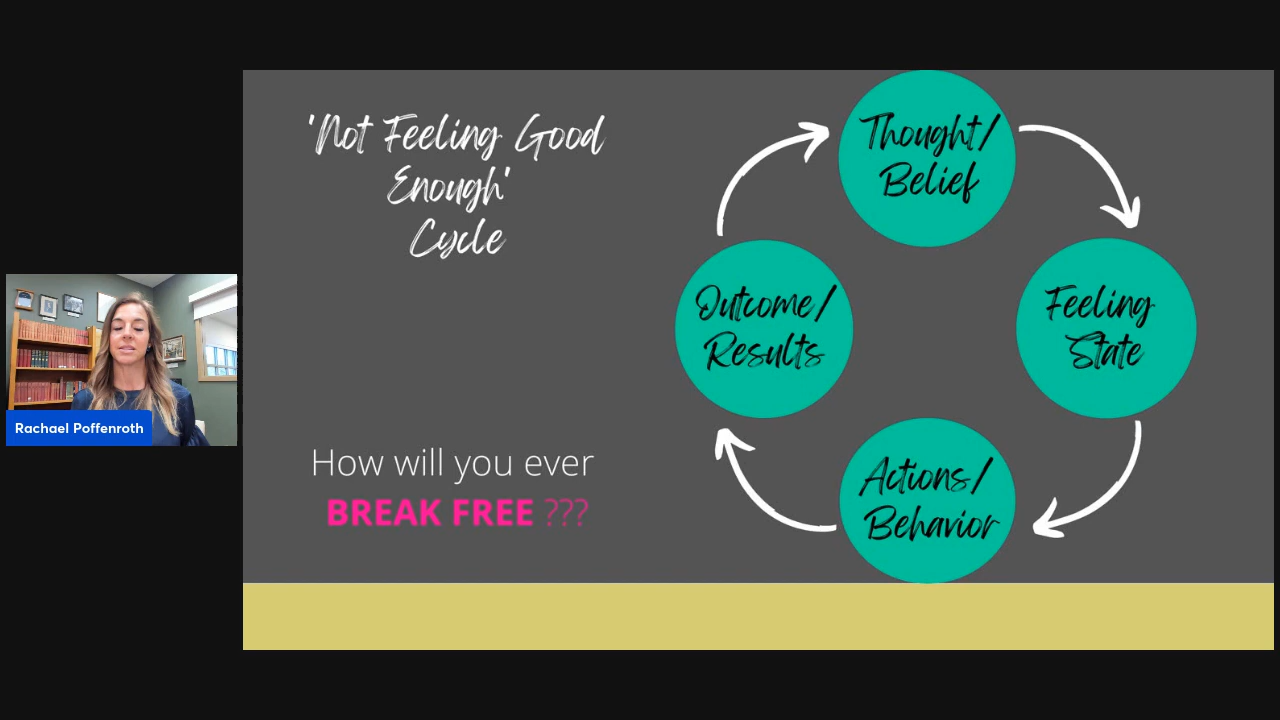 'Not Feeling Good
Enough'
Cycle
How will you ever
BREAK FREE ???
Thought/
Belief
Feeling
State
Actions/
Behavior
Outcome/
Results
Rachael Poffenroth